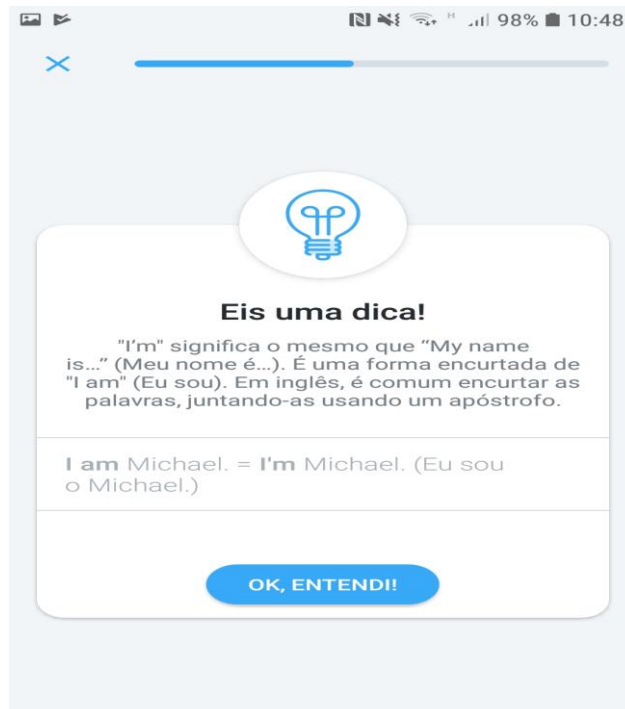 H 98% 10:48
Eis uma dica!
"I'm" significa o mesmo que “My name
is...” (Meu nome é...). É uma forma encurtada de
"I am" (Eu sou). Em inglês, é comum encurtar as
palavras, juntando-as usando um apóstrofo.
I am Michael. = I'm Michael. (Eu sou
o Michael.)
OK, ENTENDI!